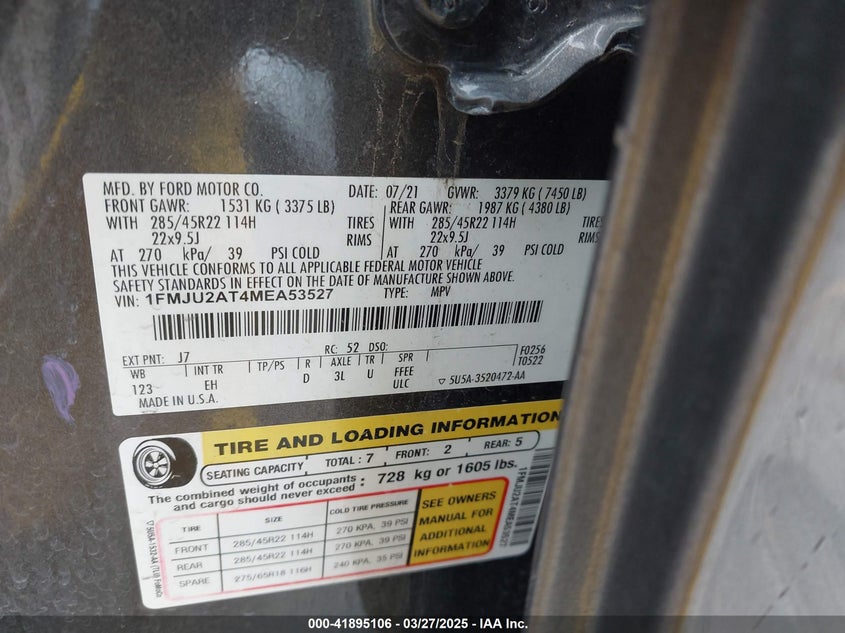 MFD. BY FORD MOTOR CO. DATE: 07/21 GVWR: 3379 KG ( 7450 LB)
FRONT GAWR: 1531 KG ( 3375 LB) REAR GAWR: 1987 KG ( 4380 LB)
WITH 285/45R22 114H TIRES WITH 285/45R22 114H TIRES
22x9.5J RIMS 22x9.5J RIMS
AT 270 kPa/ 39 PSI COLD AT 270 kPa/ 39 PSI COLD
THIS VEHICLE CONFORMS TO ALL APPLICABLE FEDERAL MOTOR VEHICLE
SAFETY STANDARDS IN EFFECT ON THE DATE OF MANUFACTURE SHOWN ABOVE.
VIN: 1FMJU2AT4MEA53527 TYPE: MPV
EXT PNT: J7 RC: 52 DSO: F0256
WB INT TR TP/PS R AXLE TR SPR T0522
123 EH D 3L U FFEE
ULC
MADE IN U.S.A. ▽ 5U5A-3520472-AA
TIRE AND LOADING INFORMATION
SEATING CAPACITY TOTAL: 7 FRONT: 2 REAR: 5
The combined weight of occupants and cargo should never exceed : 728 kg or 1605 lbs.
TIRE SIZE COLD TIRE PRESSURE
FRONT 285/45R22 114H 270 KPA, 39 PSI
REAR 285/45R22 114H 270 KPA, 39 PSI
SPARE 275/65R18 116H 240 KPA, 35 PSI
SEE OWNERS
MANUAL FOR
ADDITIONAL
INFORMATION
1FMJU2AT4MEA53527
000-41895106 — 03/27/2025 — IAA Inc.